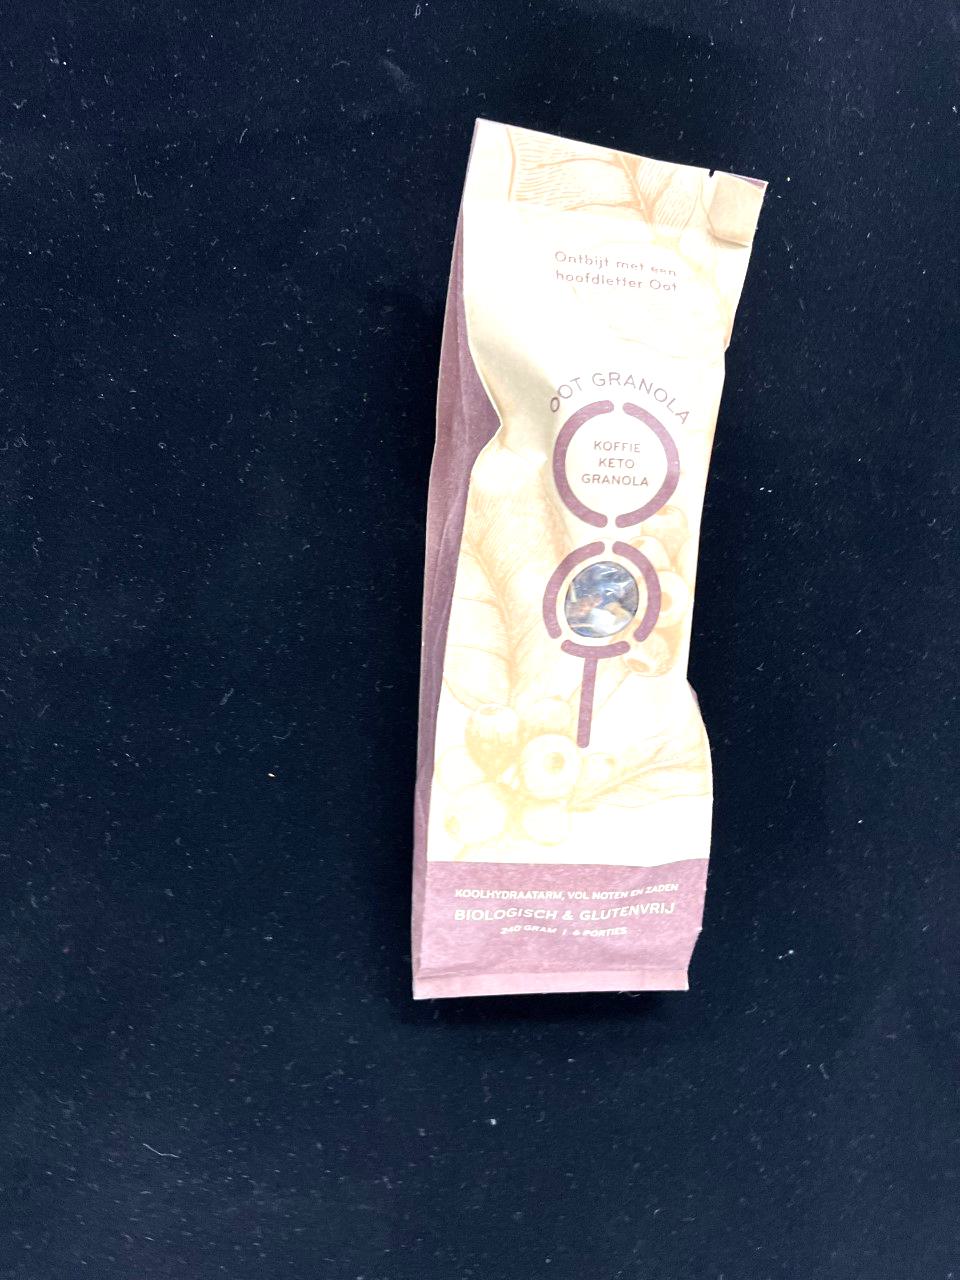 Ontbijt met een
hoofdletter Oot
OOT GRANOLA
KOFFIE
KETO
GRANOLA
OOT
KOOLHYDRAATARM, VOL NOTEN EN ZADEN
BIOLOGISCH & GLUTENVRIJ
240 GRAM | 6 PORTIES